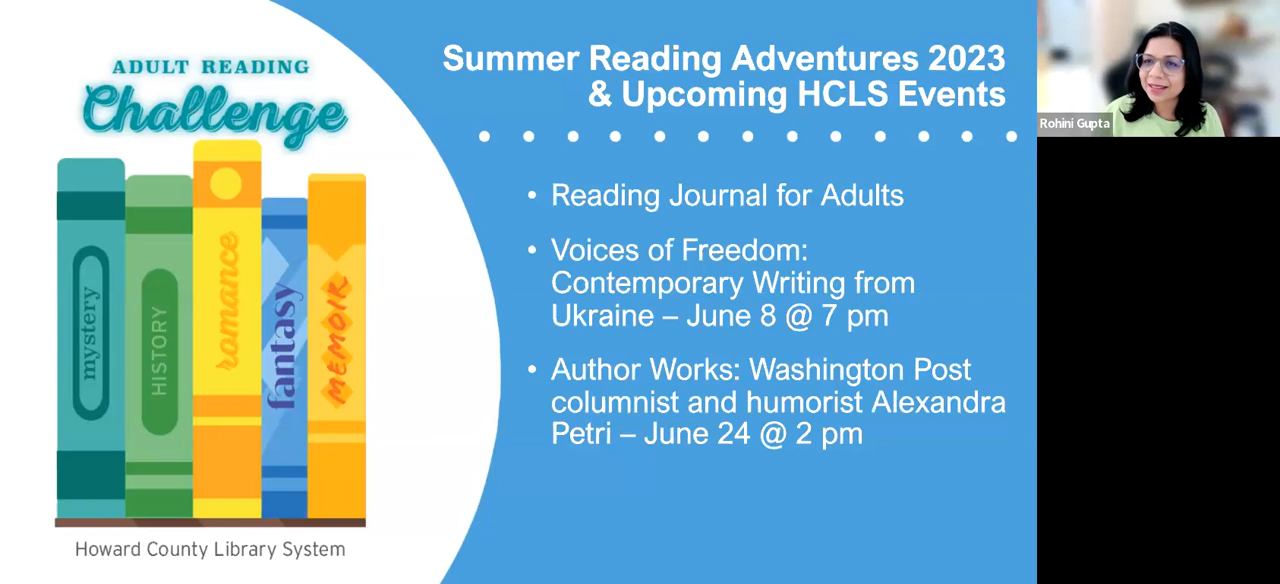 ADULT READING
Challenge
mystery
HISTORY
romance
fantasy
MEMOIR
Howard County Library System
Summer Reading Adventures 2023
& Upcoming HCLS Events
• Reading Journal for Adults
• Voices of Freedom:
Contemporary Writing from
Ukraine – June 8 @ 7 pm
• Author Works: Washington Post
columnist and humorist Alexandra
Petri – June 24 @ 2 pm
Rohini Gupta